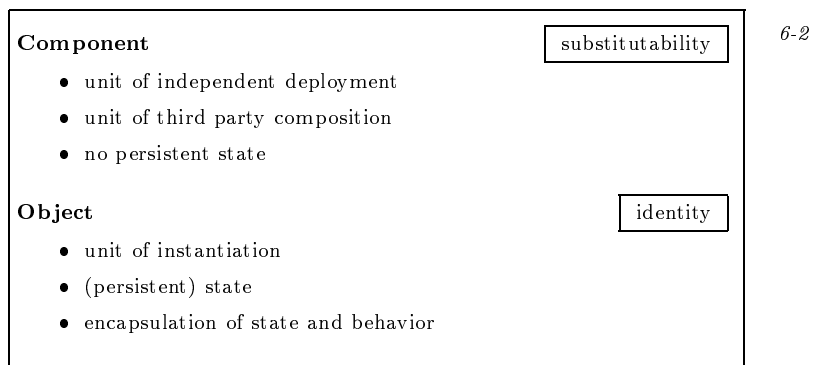 Component substitutability 6-2
• unit of independent deployment
• unit of third party composition
• no persistent state
Object identity
• unit of instantiation
• (persistent) state
• encapsulation of state and behavior